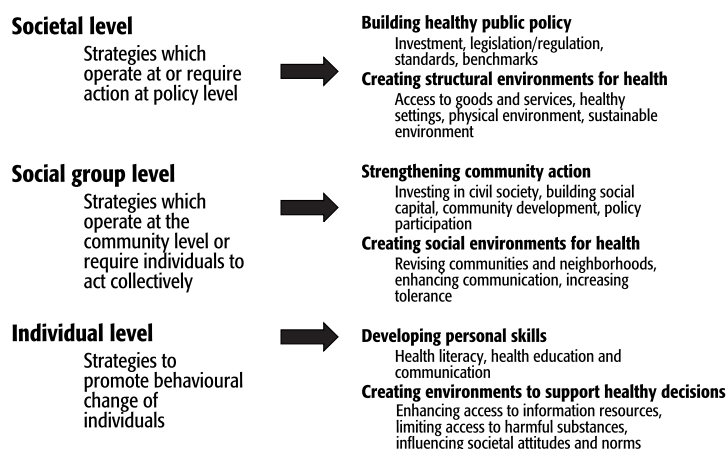 Societal level
Strategies which
operate at or require
action at policy level
Building healthy public policy
Investment, legislation/regulation,
standards, benchmarks
Creating structural environments for health
Access to goods and services, healthy
settings, physical environment, sustainable
environment
Social group level
Strategies which
operate at the
community level or
require individuals to
act collectively
Strengthening community action
Investing in civil society, building social
capital, community development, policy
participation
Creating social environments for health
Revising communities and neighborhoods,
enhancing communication, increasing
tolerance
Individual level
Strategies to
promote behavioural
change of
individuals
Developing personal skills
Health literacy, health education and
communication
Creating environments to support healthy decisions
Enhancing access to information resources,
limiting access to harmful substances,
influencing societal attitudes and norms